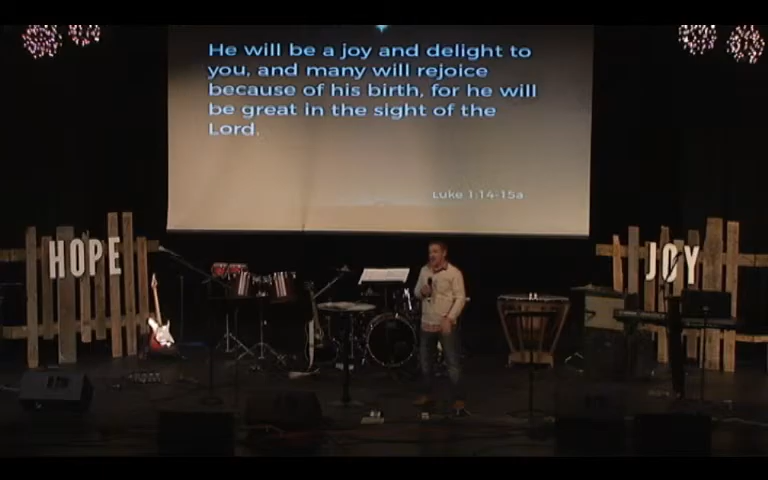 He will be a joy and delight to
you, and many will rejoice
because of his birth, for he will
be great in the sight of the
Lord.
Luke 1:14-15a
HOPE
JOY